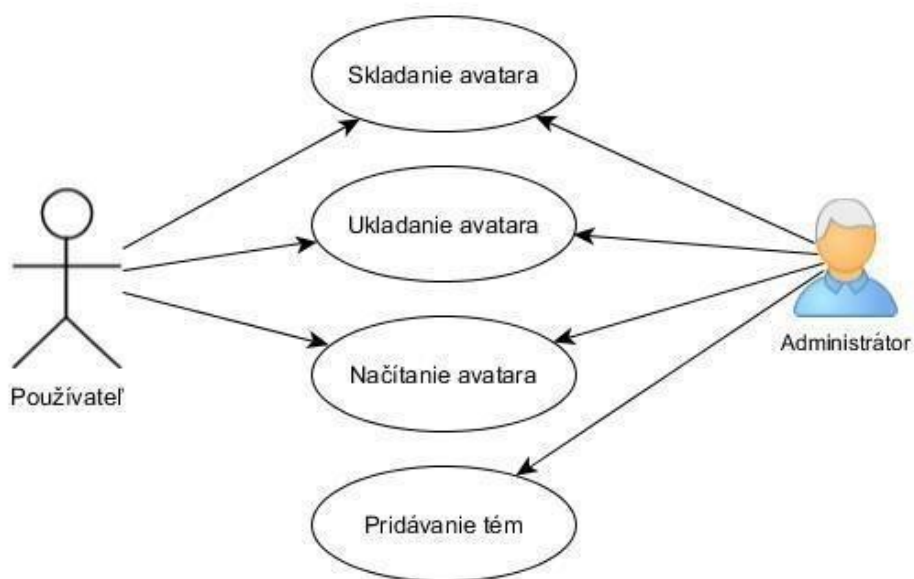 Skladanie avatara
Ukladanie avatara
Načítanie avatara
Pridávanie tém
Používateľ
Administrátor